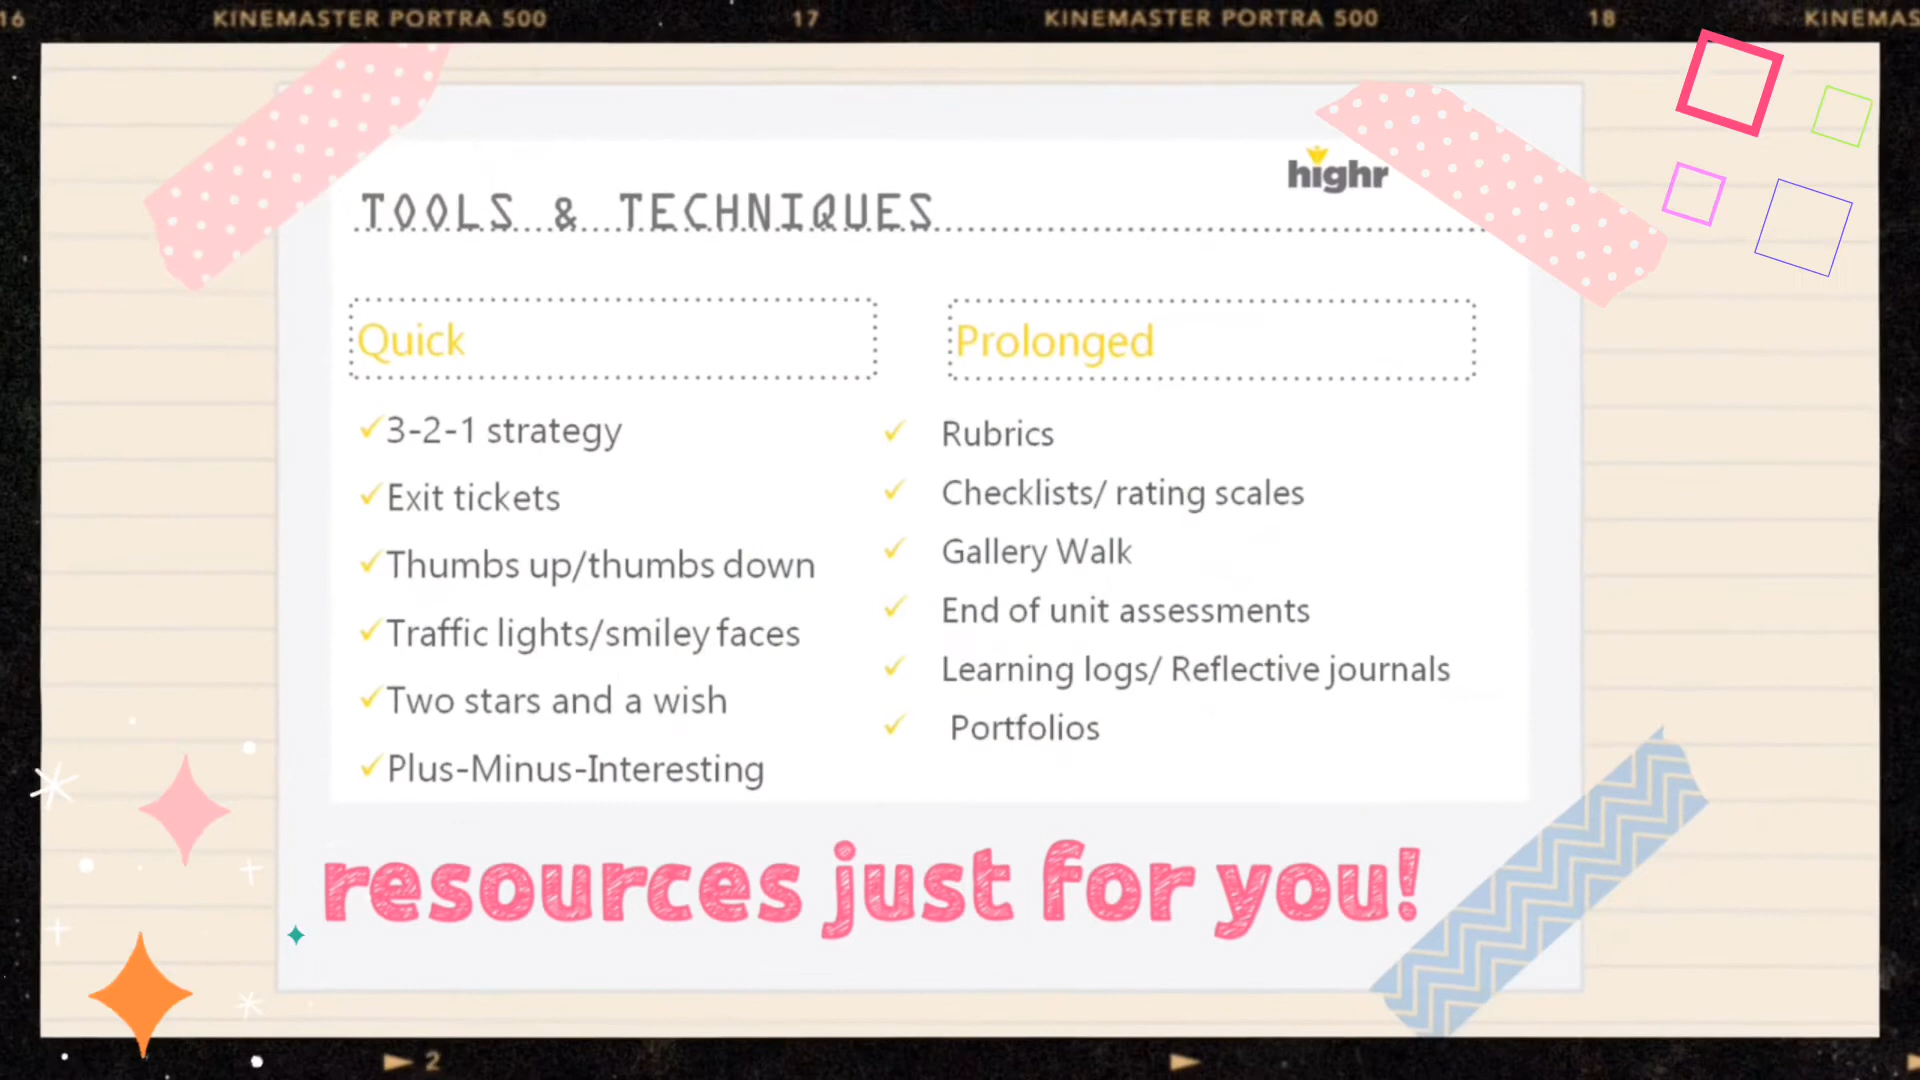 16 KINEMASTER PORTRA 500 17 KINEMASTER PORTRA 500 18 KINEMAS
highr
TOOLS & TECHNIQUES
Quick
3-2-1 strategy
Exit tickets
Thumbs up/thumbs down
Traffic lights/smiley faces
Two stars and a wish
Plus-Minus-Interesting
Prolonged
Rubrics
Checklists/ rating scales
Gallery Walk
End of unit assessments
Learning logs/ Reflective journals
Portfolios
resources just for you!
2